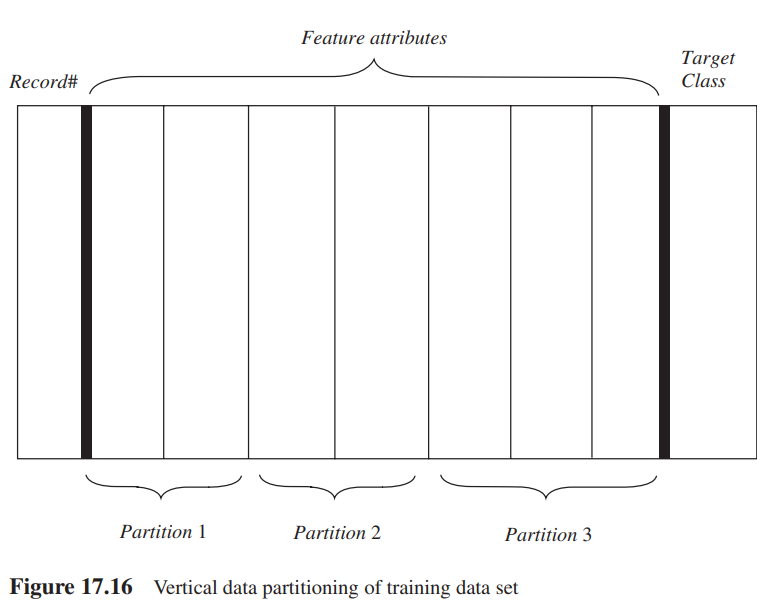 Feature attributes
Target
Class
Record#
Partition 1
Partition 2
Partition 3
Figure 17.16 Vertical data partitioning of training data set